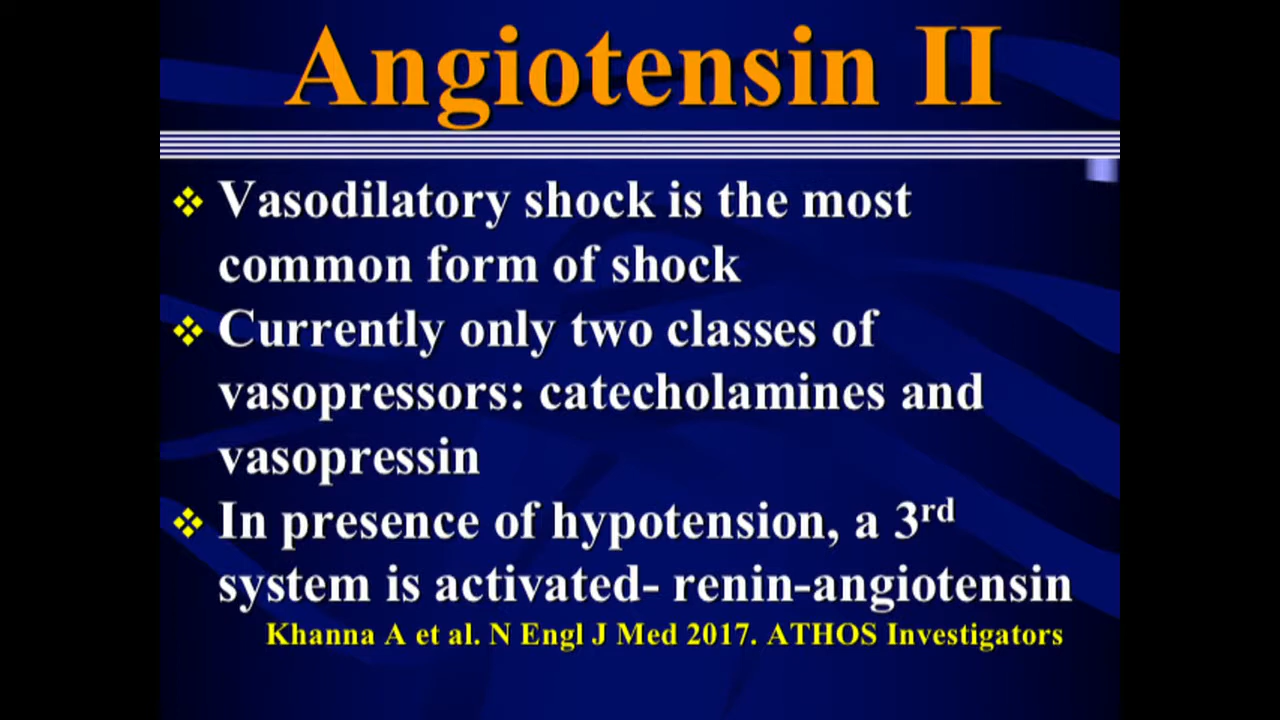 Angiotensin II
Vasodilatory shock is the most
common form of shock
Currently only two classes of
vasopressors: catecholamines and
vasopressin
In presence of hypotension, a 3rd
system is activated- renin-angiotensin
Khanna A et al. N Engl J Med 2017. ATHOS Investigators